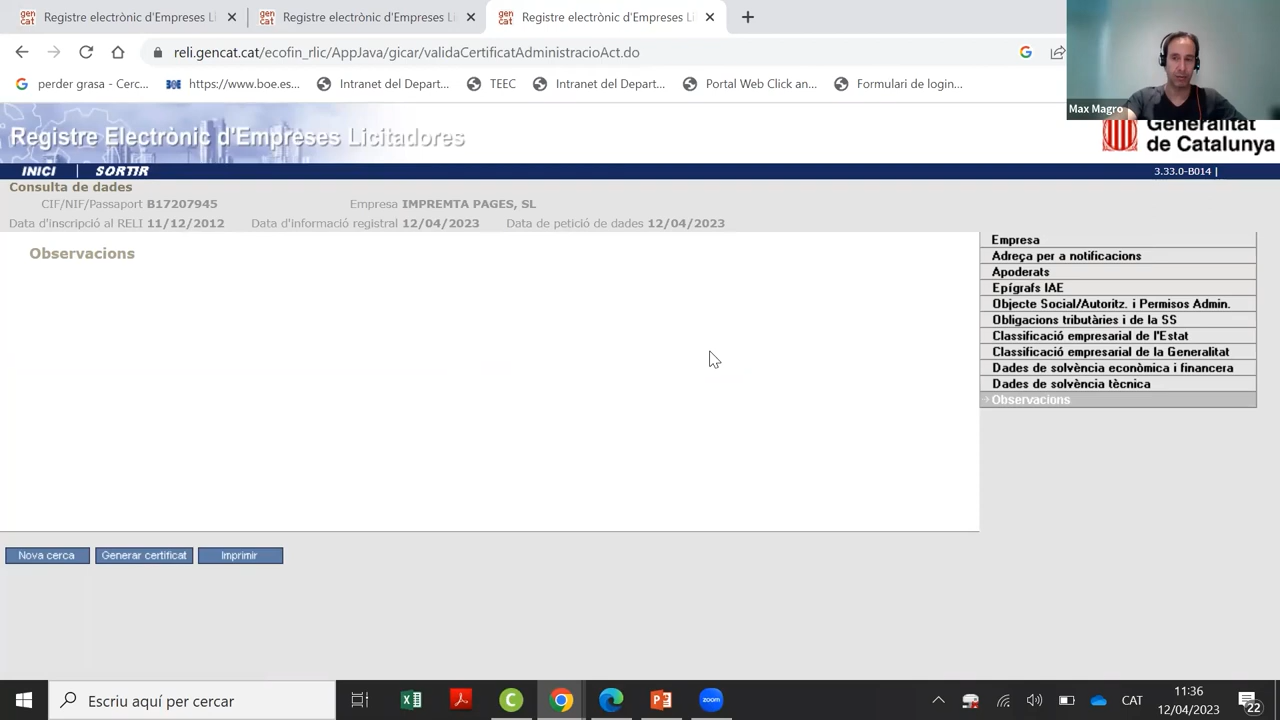 Registre electrònic d'Empreses Li
Registre electrònic d'Empreses Li
Registre electrònic d'Empreses Li
reli.gencat.cat/ecofin_rlic/AppJava/gicar/validaCertificatAdministracioAct.do
perder grasa - Cerc...
https://www.boe.es...
Intranet del Depart...
TEEC
Intranet del Depart...
Portal Web Click an...
Formulari de login...
Max Magro
Registre Electrònic d'Empreses Licitadores
Generalitat
de Catalunya
INICI | SORTIR
3.33.0-B014 |
Consulta de dades
CIF/NIF/Passaport B17207945 Empresa IMPREMTA PAGES, SL
Data d'inscripció al RELI 11/12/2012 Data d'informació registral 12/04/2023 Data de petició de dades 12/04/2023
Observacions
Empresa
Adreça per a notificacions
Apoderats
Epígrafs IAE
Objecte Social/Autoritz. i Permisos Admin.
Obligacions tributàries i de la SS
Classificació empresarial de l'Estat
Classificació empresarial de la Generalitat
Dades de solvència econòmica i financera
Dades de solvència tècnica
Observacions
Nova cerca
Generar certificat
Imprimir
Escriu aquí per cercar
zoom
CAT
11:36
12/04/2023
22